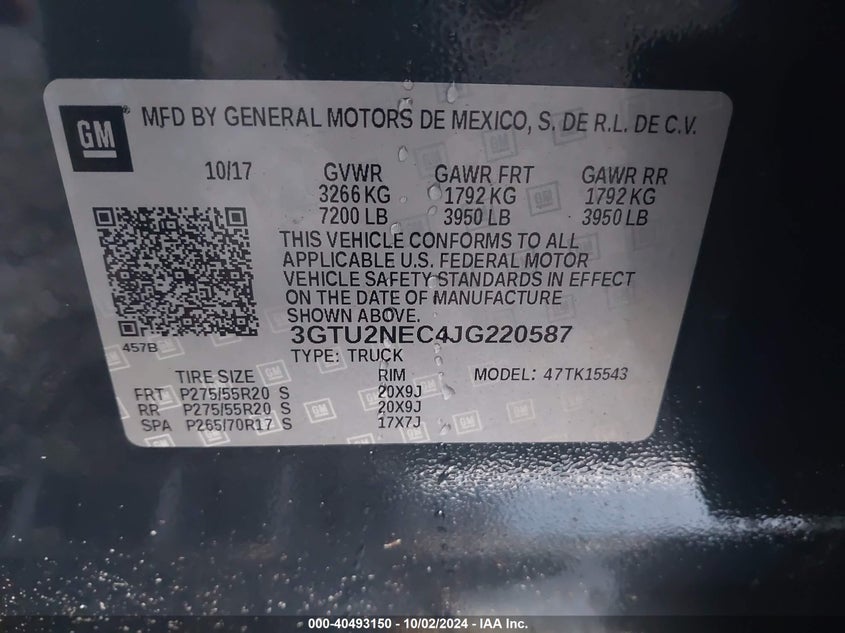 GM MFD BY GENERAL MOTORS DE MEXICO, S. DE R.L. DE C.V.
10/17 GVWR GAWR FRT GAWR RR
3266 KG 1792 KG 1792 KG
7200 LB 3950 LB 3950 LB
THIS VEHICLE CONFORMS TO ALL
APPLICABLE U.S. FEDERAL MOTOR
VEHICLE SAFETY STANDARDS IN EFFECT
ON THE DATE OF MANUFACTURE
SHOWN ABOVE.
3GTU2NEC4JG220587
457B
TYPE: TRUCK
TIRE SIZE RIM MODEL: 47TK15543
FRT P275/55R20 S 20X9J
RR P275/55R20 S 20X9J
SPA P265/70R17 S 17X7J
000-40493150 - 10/02/2024 - IAA Inc.